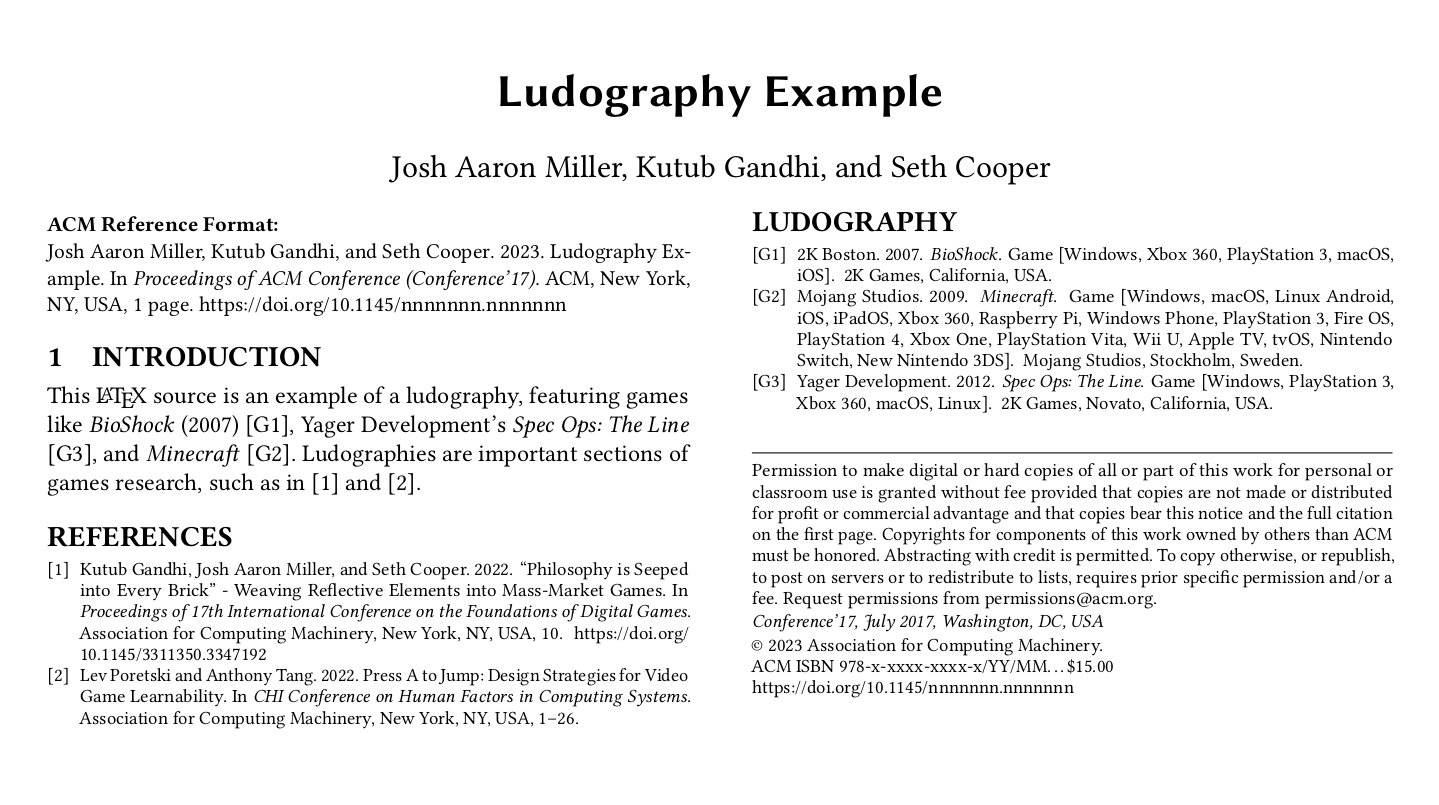 Ludography Example
Josh Aaron Miller, Kutub Gandhi, and Seth Cooper
ACM Reference Format:
Josh Aaron Miller, Kutub Gandhi, and Seth Cooper. 2023. Ludography Ex-
ample. In Proceedings of ACM Conference (Conference'17). ACM, New York,
NY, USA, 1 page. https://doi.org/10.1145/nnnnnnn.nnnnnnn
1 INTRODUCTION
This LATEX source is an example of a ludography, featuring games
like BioShock (2007) [G1], Yager Development's Spec Ops: The Line
[G3], and Minecraft [G2]. Ludographies are important sections of
games research, such as in [1] and [2].
REFERENCES
[1] Kutub Gandhi, Josh Aaron Miller, and Seth Cooper. 2022. “Philosophy is Seeped
into Every Brick” - Weaving Reflective Elements into Mass-Market Games. In
Proceedings of 17th International Conference on the Foundations of Digital Games.
Association for Computing Machinery, New York, NY, USA, 10. https://doi.org/
10.1145/3311350.3347192
[2] Lev Poretski and Anthony Tang. 2022. Press A to Jump: Design Strategies for Video
Game Learnability. In CHI Conference on Human Factors in Computing Systems.
Association for Computing Machinery, New York, NY, USA, 1–26.
LUDOGRAPHY
[G1] 2K Boston. 2007. BioShock. Game [Windows, Xbox 360, PlayStation 3, macOS,
iOS]. 2K Games, California, USA.
[G2] Mojang Studios. 2009. Minecraft. Game [Windows, macOS, Linux Android,
iOS, iPadOS, Xbox 360, Raspberry Pi, Windows Phone, PlayStation 3, Fire OS,
PlayStation 4, Xbox One, PlayStation Vita, Wii U, Apple TV, tvOS, Nintendo
Switch, New Nintendo 3DS]. Mojang Studios, Stockholm, Sweden.
[G3] Yager Development. 2012. Spec Ops: The Line. Game [Windows, PlayStation 3,
Xbox 360, macOS, Linux]. 2K Games, Novato, California, USA.
Permission to make digital or hard copies of all or part of this work for personal or
classroom use is granted without fee provided that copies are not made or distributed
for profit or commercial advantage and that copies bear this notice and the full citation
on the first page. Copyrights for components of this work owned by others than ACM
must be honored. Abstracting with credit is permitted. To copy otherwise, or republish,
to post on servers or to redistribute to lists, requires prior specific permission and/or a
fee. Request permissions from permissions@acm.org.
Conference'17, July 2017, Washington, DC, USA
© 2023 Association for Computing Machinery.
ACM ISBN 978-x-xxxx-xxxx-x/YY/MM...$15.00
https://doi.org/10.1145/nnnnnnn.nnnnnnn